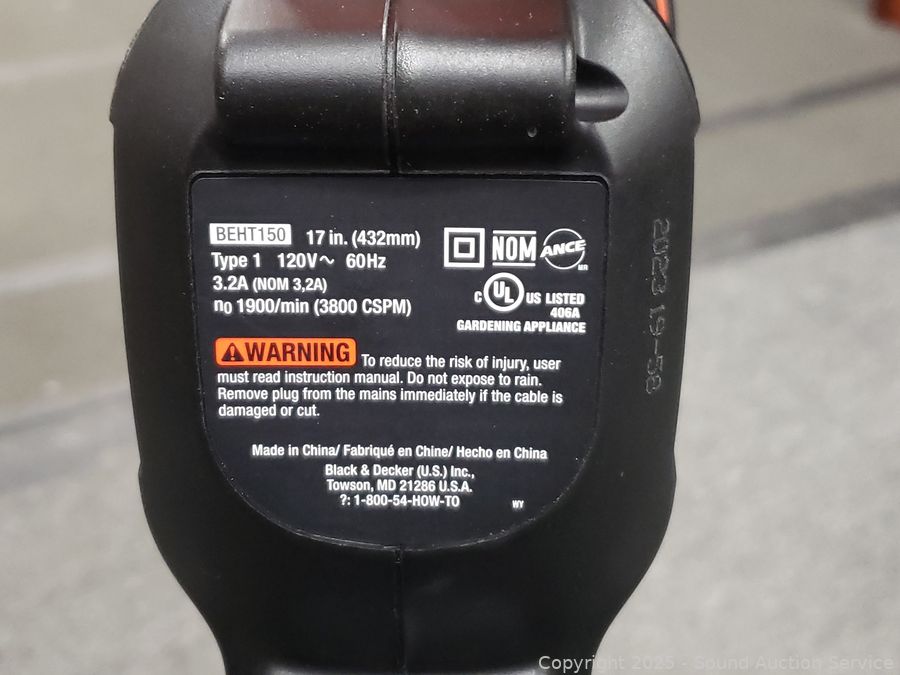 BEHT150 17 in. (432mm)
Type 1 120V~ 60Hz
3.2A (NOM 3,2A)
n0 1900/min (3800 CSPM)
NOM
ANCE
MR
C UL US LISTED
406A
GARDENING APPLIANCE
WARNING To reduce the risk of injury, user
must read instruction manual. Do not expose to rain.
Remove plug from the mains immediately if the cable is
damaged or cut.
Made in China/ Fabriqué en Chine/ Hecho en China
Black & Decker (U.S.) Inc.,
Towson, MD 21286 U.S.A.
?: 1-800-54-HOW-TO
WY
2023 19-58
Copyright 2025 - Sound Auction Service